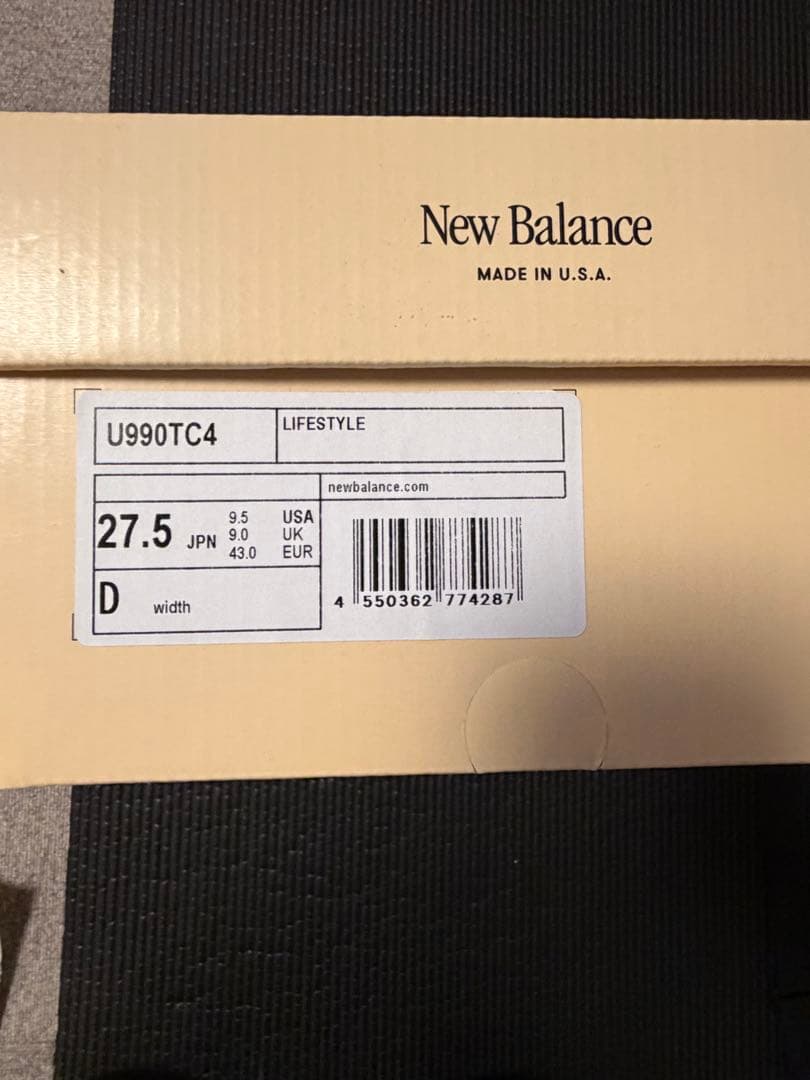 New Balance
MADE IN U.S.A.
U990TC4
LIFESTYLE
newbalance.com
27.5 JPN
9.5 USA
9.0 UK
43.0 EUR
D width
4 550362 774287